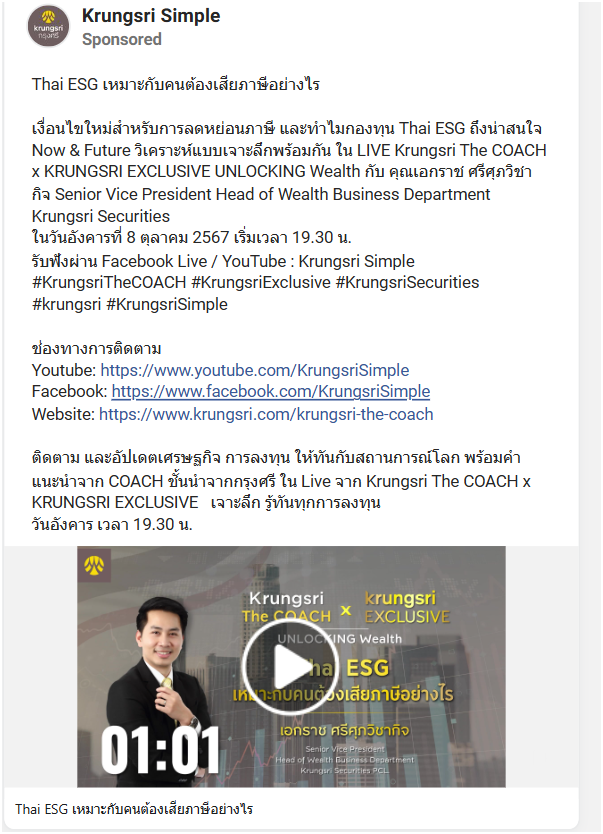 krungsri
กรุงศรี
Krungsri Simple
Sponsored
Thai ESG เหมาะกับคนต้องเสียภาษีอย่างไร
เงื่อนไขใหม่สำหรับการลดหย่อนภาษี และทำไมกองทุน Thai ESG ถึงน่าสนใจ
Now & Future วิเคราะห์แบบเจาะลึกพร้อมกัน ใน LIVE Krungsri The COACH
x KRUNGSRI EXCLUSIVE UNLOCKING Wealth กับ คุณเอกราช ศรีศุภวิชา
กิจ Senior Vice President Head of Wealth Business Department
Krungsri Securities
ในวันอังคารที่ 8 ตุลาคม 2567 เริ่มเวลา 19.30 น.
รับฟังผ่าน Facebook Live / YouTube : Krungsri Simple
#KrungsriTheCOACH #KrungsriExclusive #KrungsriSecurities
#krungsri #KrungsriSimple
ช่องทางการติดตาม
Youtube: https://www.youtube.com/KrungsriSimple
Facebook: https://www.facebook.com/KrungsriSimple
Website: https://www.krungsri.com/krungsri-the-coach
ติดตาม และอัปเดตเศรษฐกิจ การลงทุน ให้ทันกับสถานการณ์โลก พร้อมคำ
แนะนำจาก COACH ชั้นนำจากกรุงศรี ใน Live จาก Krungsri The COACH x
KRUNGSRI EXCLUSIVE เจาะลึก รู้ทันทุกการลงทุน
วันอังคาร เวลา 19.30 น.
Krungsri
The COACH x krungsri EXCLUSIVE
UNLOCKING Wealth
Thai ESG
เหมาะกับคนต้องเสียภาษีอย่างไร
เอกราช ศรีศุภวิชากิจ
Senior Vice President
Head of Wealth Business Department
Krungsri Securities PCL.
01:01
Thai ESG เหมาะกับคนต้องเสียภาษีอย่างไร